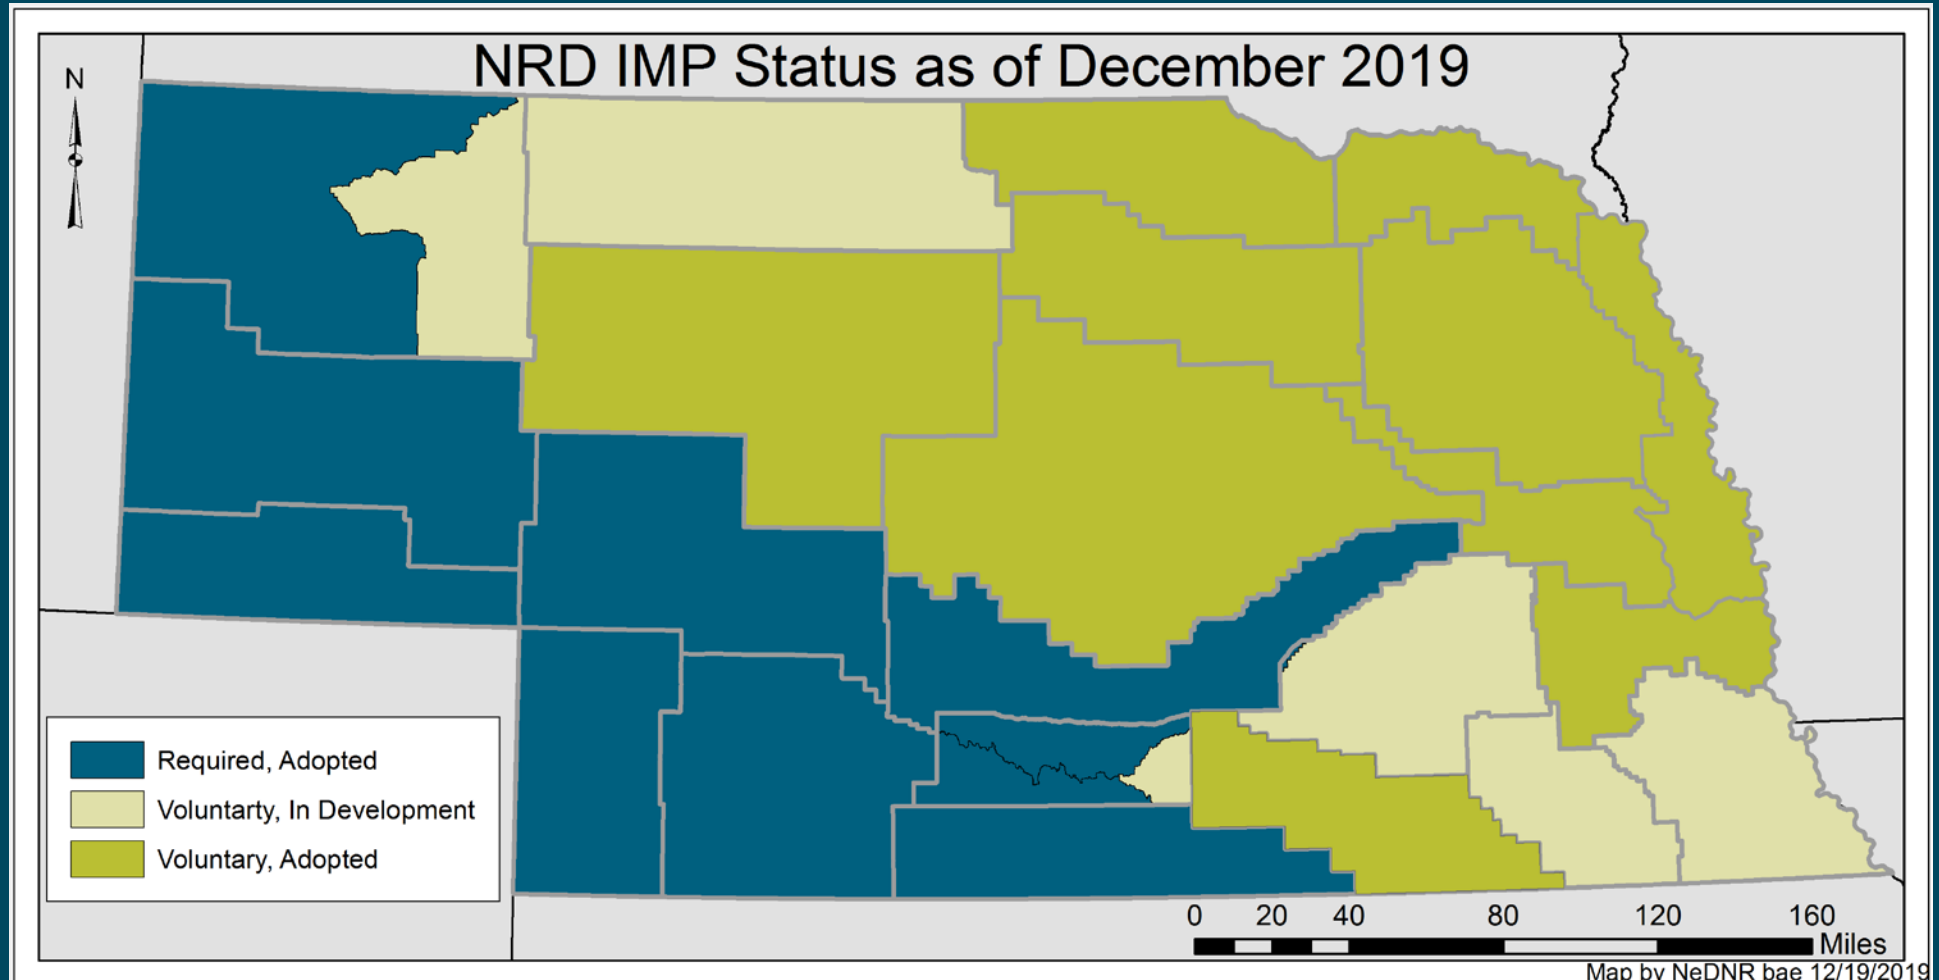 NRD IMP Status as of December 2019
N
Required, Adopted
Voluntarty, In Development
Voluntary, Adopted
0 20 40 80 120 160
Miles
Map by NeDNR bae 12/19/2019